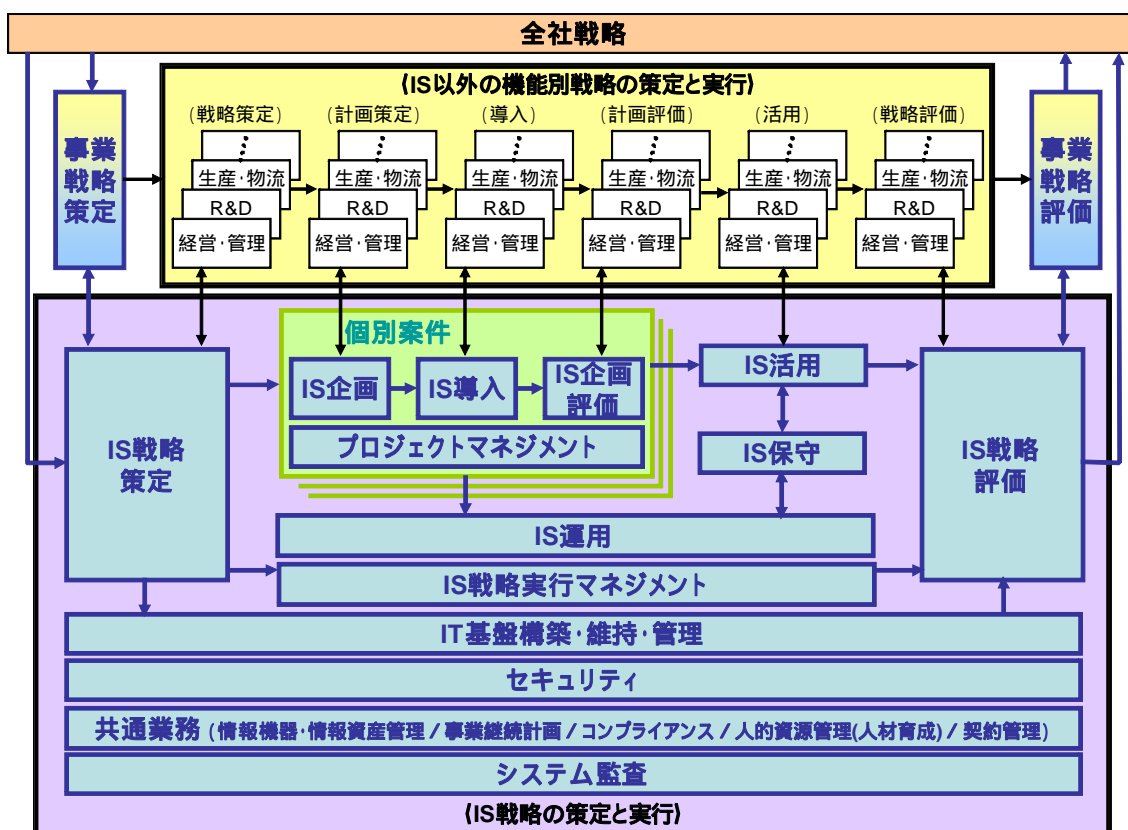 全社戦略
(IS以外の機能別戦略の策定と実行)
(戦略策定)
(計画策定)
(導入)
(計画評価)
(活用)
(戦略評価)
事業
戦略
策定
生産・物流
R&D
経営・管理
生産・物流
R&D
経営・管理
生産・物流
R&D
経営・管理
生産・物流
R&D
経営・管理
生産・物流
R&D
経営・管理
生産・物流
R&D
経営・管理
事業
戦略
評価
個別案件
IS企画
IS導入
IS企画
評価
プロジェクトマネジメント
IS活用
IS保守
IS戦略
策定
IS戦略
評価
IS運用
IS戦略実行マネジメント
IT基盤構築・維持・管理
セキュリティ
共通業務 (情報機器・情報資産管理 / 事業継続計画 / コンプライアンス / 人的資源管理(人材育成) / 契約管理)
システム監査
(IS戦略の策定と実行)